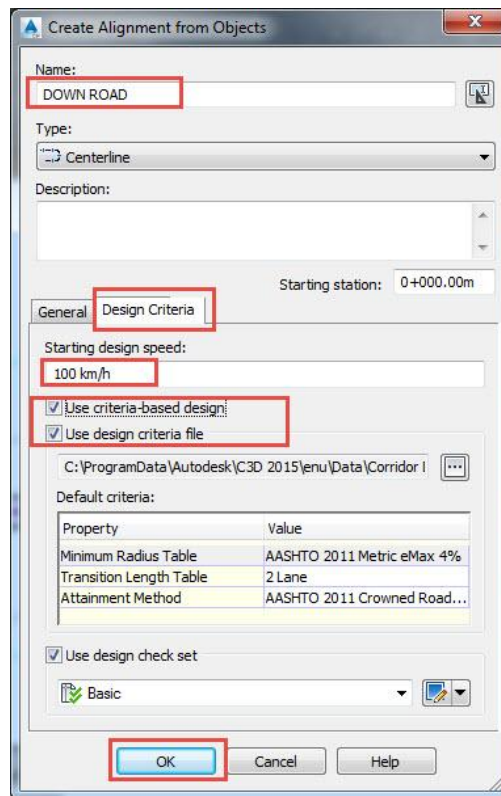 Create Alignment from Objects
Name:
DOWN ROAD
Type:
Centerline
Description:
Starting station: 0+000.00m
General Design Criteria
Starting design speed:
100 km/h
Use criteria-based design
Use design criteria file
C:\ProgramData\Autodesk\C3D 2015\enu\Data\Corridor I
Default criteria:
Property Value
Minimum Radius Table AASHTO 2011 Metric eMax 4%
Transition Length Table 2 Lane
Attainment Method AASHTO 2011 Crowned Road...
Use design check set
Basic
OK Cancel Help